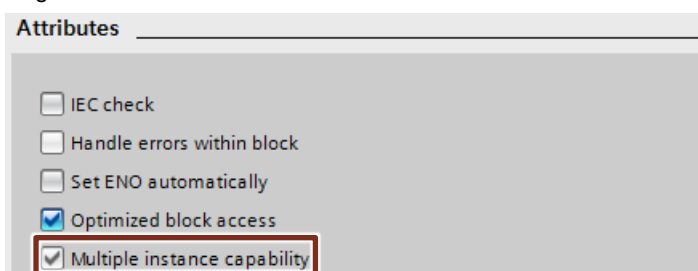 Attributes
IEC check
Handle errors within block
Set ENO automatically
Optimized block access
Multiple instance capability